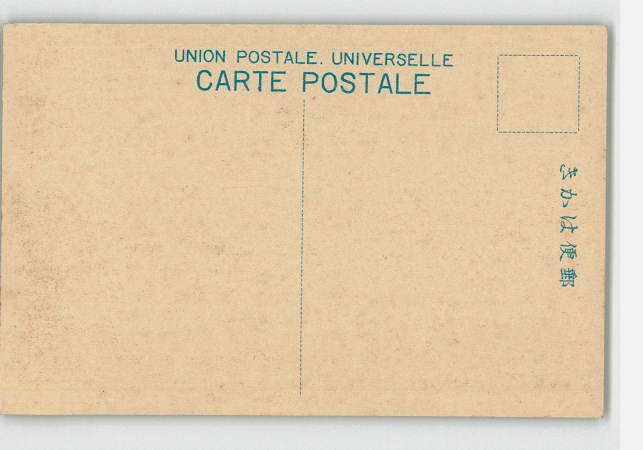 UNION POSTALE. UNIVERSELLE
CARTE POSTALE
郵便はかき